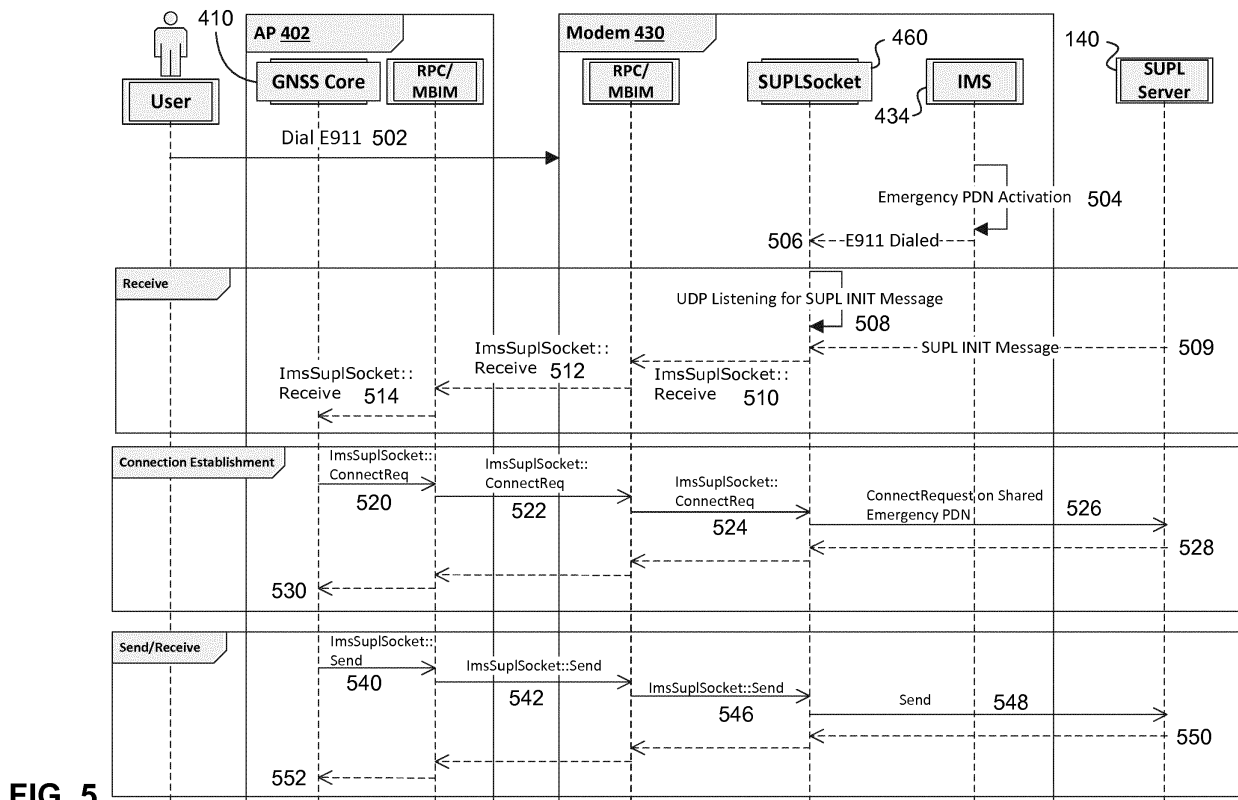 410
AP 402
Modem 430
460
140
User
GNSS Core
RPC/
MBIM
RPC/
MBIM
SUPLSocket
IMS
434
SUPL
Server
Dial E911 502
Emergency PDN Activation 504
506 E911 Dialed
Receive
UDP Listening for SUPL INIT Message
508
SUPL INIT Message 509
ImsSuplSocket::
Receive 512
ImsSuplSocket::
Receive 510
ImsSuplSocket::
Receive 514
Connection Establishment
ImsSuplSocket::
ConnectReq
520
ImsSuplSocket::
ConnectReq
522
ImsSuplSocket::
ConnectReq
524
ConnectRequest on Shared
Emergency PDN
526
528
530
Send/Receive
ImsSuplSocket::
Send
540
ImsSuplSocket::Send
542
ImsSuplSocket::Send
546
Send 548
550
552
FIG. 5